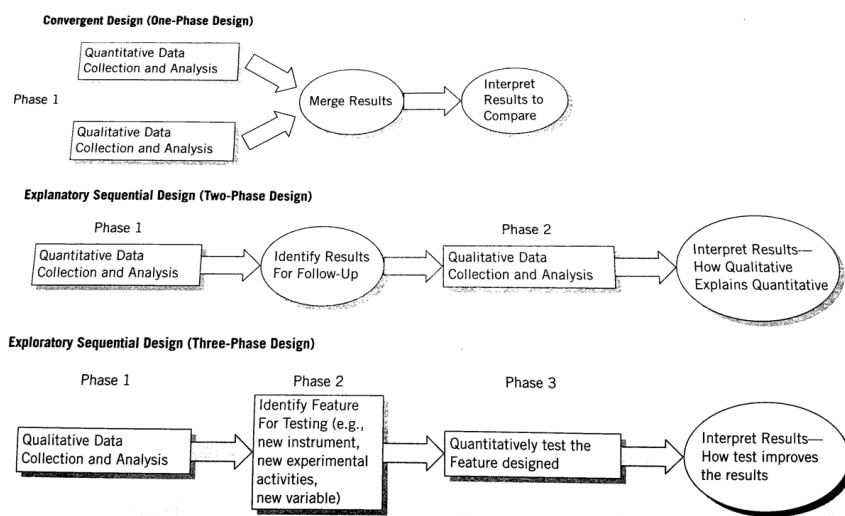 Convergent Design (One-Phase Design)
Quantitative Data
Collection and Analysis
Phase 1
Merge Results
Interpret
Results to
Compare
Qualitative Data
Collection and Analysis
Explanatory Sequential Design (Two-Phase Design)
Phase 1
Phase 2
Quantitative Data
Collection and Analysis
Identify Results
For Follow-Up
Qualitative Data
Collection and Analysis
Interpret Results—
How Qualitative
Explains Quantitative
Exploratory Sequential Design (Three-Phase Design)
Phase 1
Phase 2
Phase 3
Qualitative Data
Collection and Analysis
Identify Feature
For Testing (e.g.,
new instrument,
new experimental
activities,
new variable)
Quantitatively test the
Feature designed
Interpret Results—
How test improves
the results